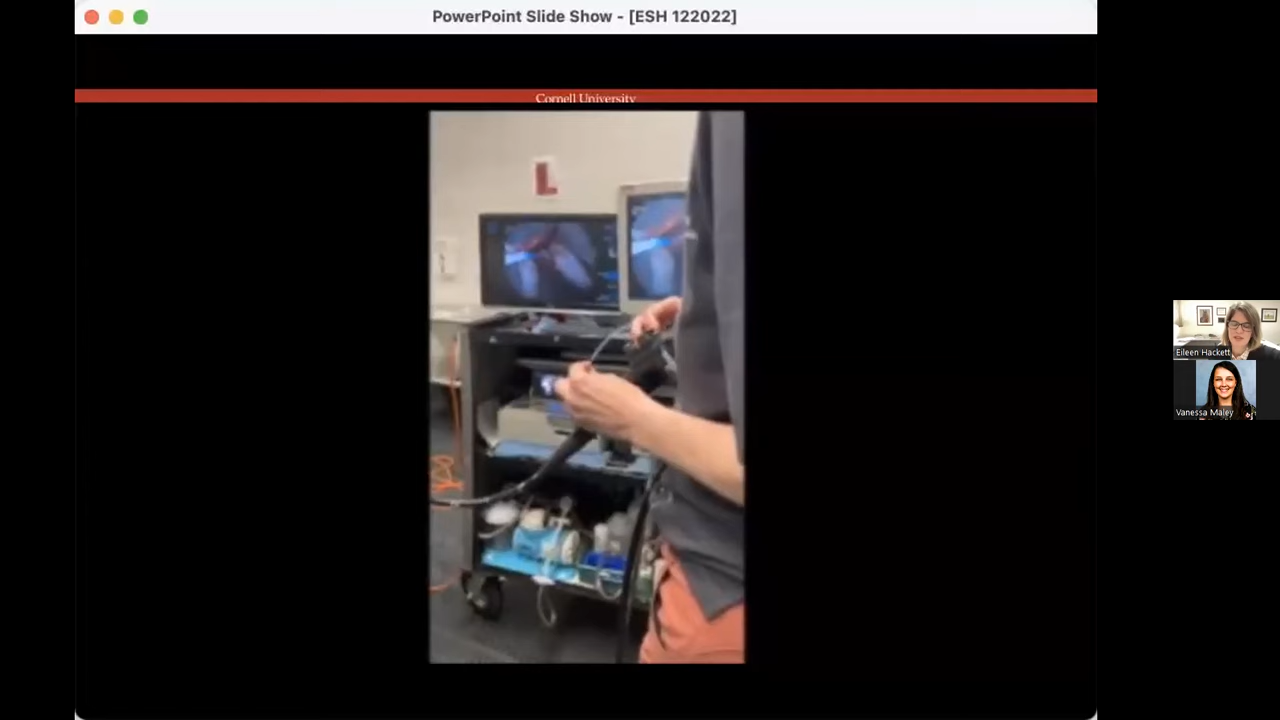 PowerPoint Slide Show - [ESH 122022]
Cornell University
L
Eileen Hackett
Vanessa Maley